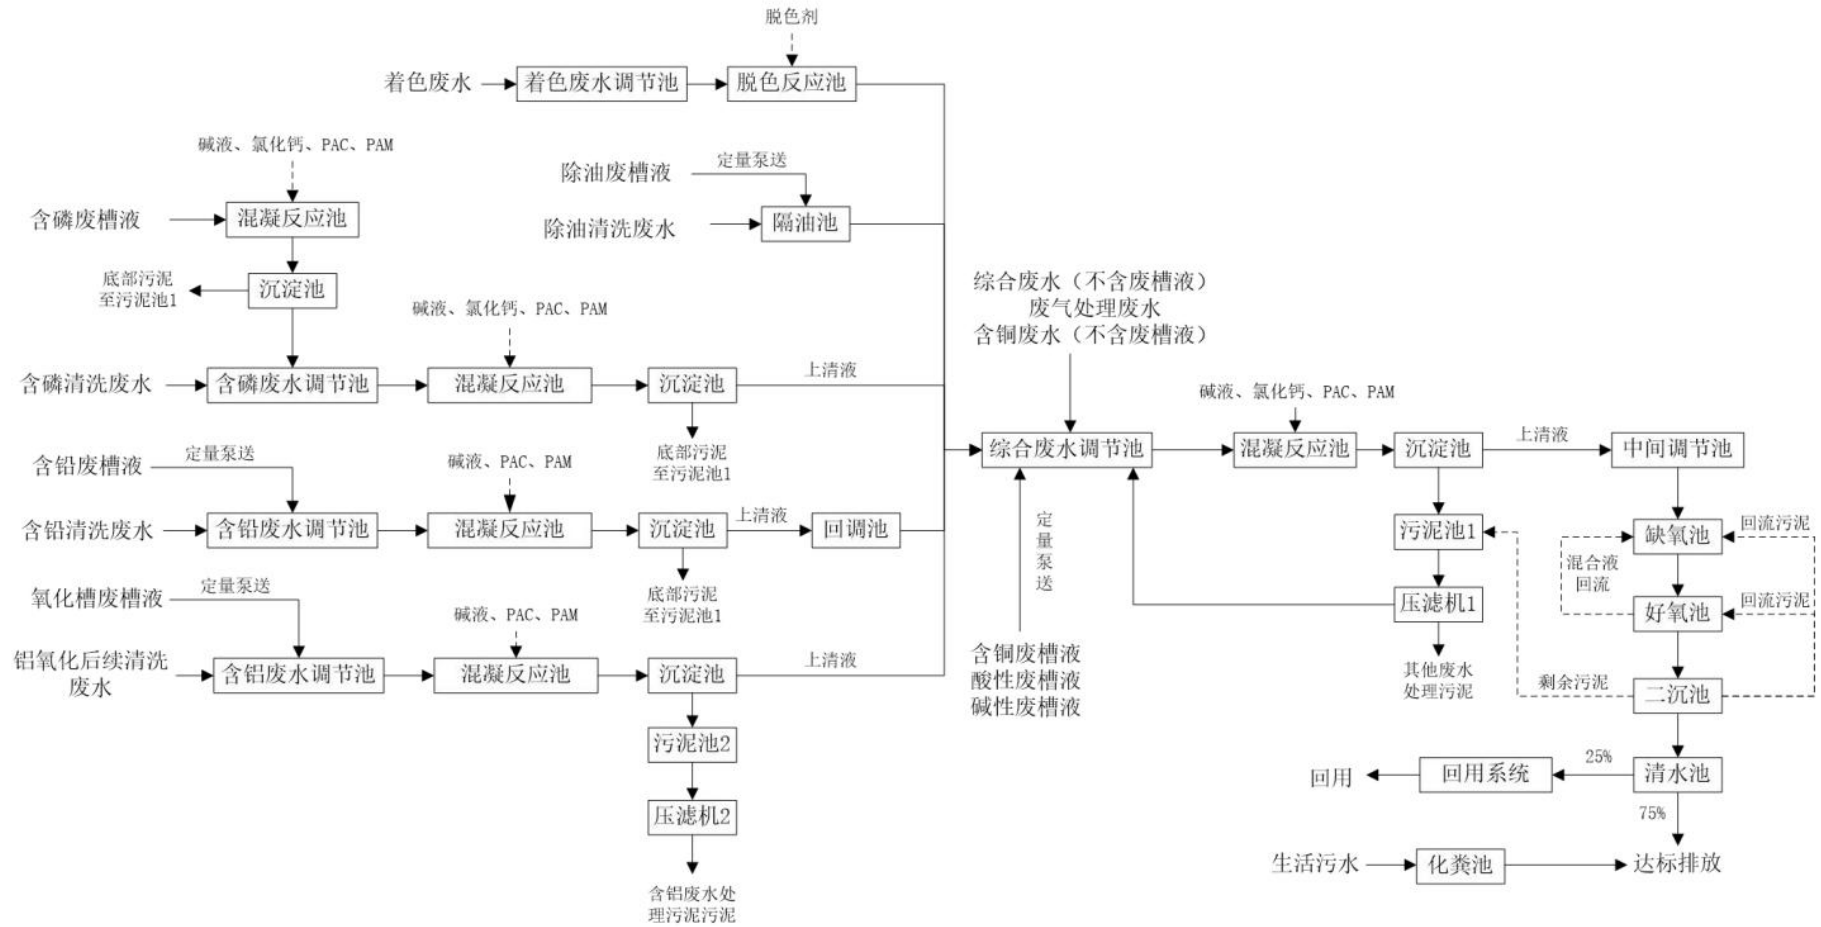 脱色剂
着色废水
着色废水调节池
脱色反应池
碱液、氯化钙、PAC、PAM
除油废槽液
定量泵送
含磷废槽液
混凝反应池
除油清洗废水
隔油池
底部污泥
至污泥池1
沉淀池
碱液、氯化钙、PAC、PAM
综合废水（不含废槽液）
废气处理废水
含铜废水（不含废槽液）
含磷清洗废水
含磷废水调节池
混凝反应池
沉淀池
上清液
碱液、氯化钙、PAC、PAM
底部污泥
至污泥池1
综合废水调节池
混凝反应池
沉淀池
上清液
中间调节池
含铅废槽液
定量泵送
碱液、PAC、PAM
含铅清洗废水
含铅废水调节池
混凝反应池
沉淀池
上清液
回调池
定量泵送
污泥池1
缺氧池
回流污泥
混合液
回流
底部污泥
至污泥池1
压滤机1
好氧池
回流污泥
氧化槽废槽液
定量泵送
碱液、PAC、PAM
铝氧化后续清洗
废水
含铝废水调节池
混凝反应池
沉淀池
上清液
含铜废槽液
酸性废槽液
碱性废槽液
其他废水
处理污泥
剩余污泥
二沉池
污泥池2
25%
回用
回用系统
清水池
75%
压滤机2
生活污水
化粪池
达标排放
含铝废水处
理污泥污泥